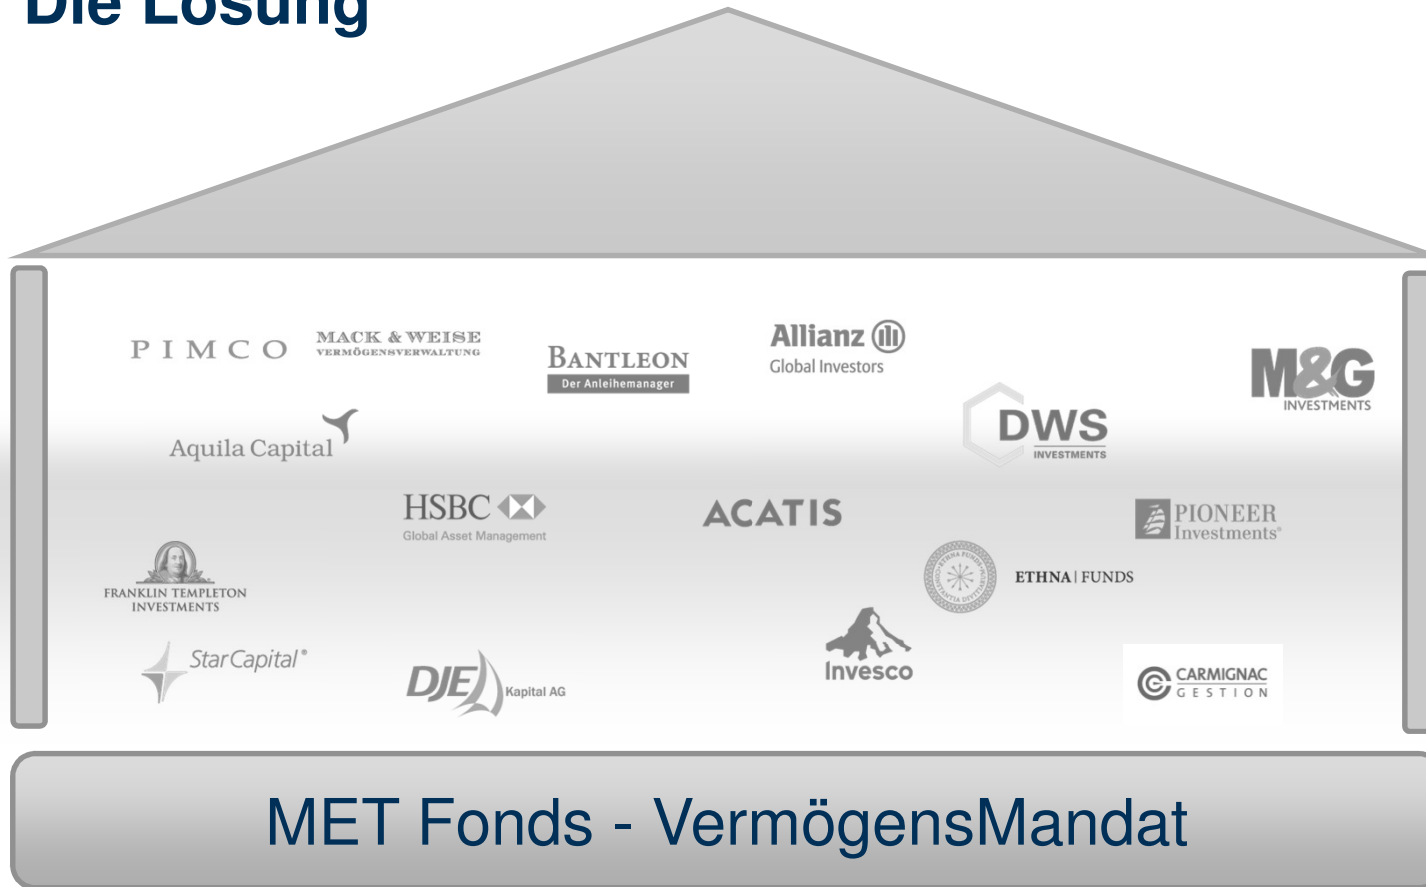 Die Lösung
PIMCO
MACK & WEISE
VERMÖGENSVERWALTUNG
BANTLEON
Der Anleihemanager
Allianz
Global Investors
M&G
INVESTMENTS
Aquila Capital
DWS
INVESTMENTS
HSBC
Global Asset Management
ACATIS
PIONEER
Investments®
FRANKLIN TEMPLETON
INVESTMENTS
ETHNA | FUNDS
StarCapital®
DJE Kapital AG
Invesco
CARMIGNAC
GESTION
MET Fonds - VermögensMandat